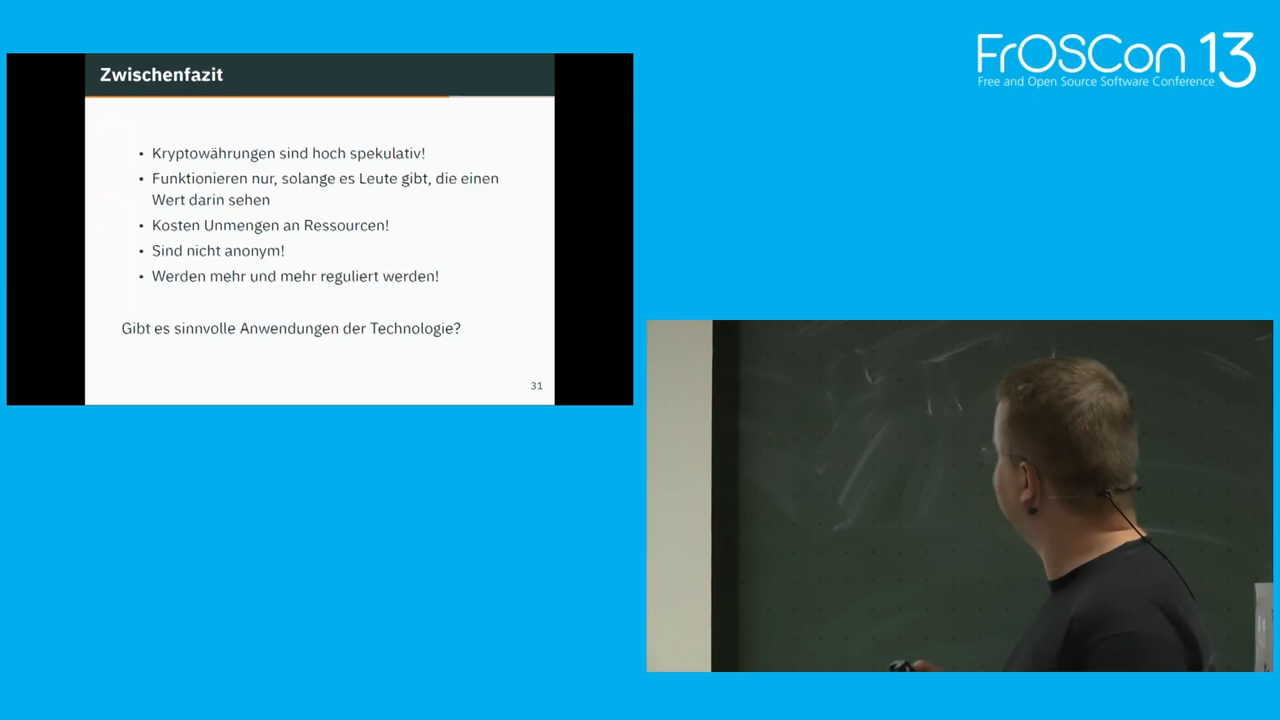 Zwischenfazit
• Kryptowährungen sind hoch spekulativ!
• Funktionieren nur, solange es Leute gibt, die einen
Wert darin sehen
• Kosten Unmengen an Ressourcen!
• Sind nicht anonym!
• Werden mehr und mehr reguliert werden!
Gibt es sinnvolle Anwendungen der Technologie?
31
FrOSCon 13
Free and Open Source Software Conference